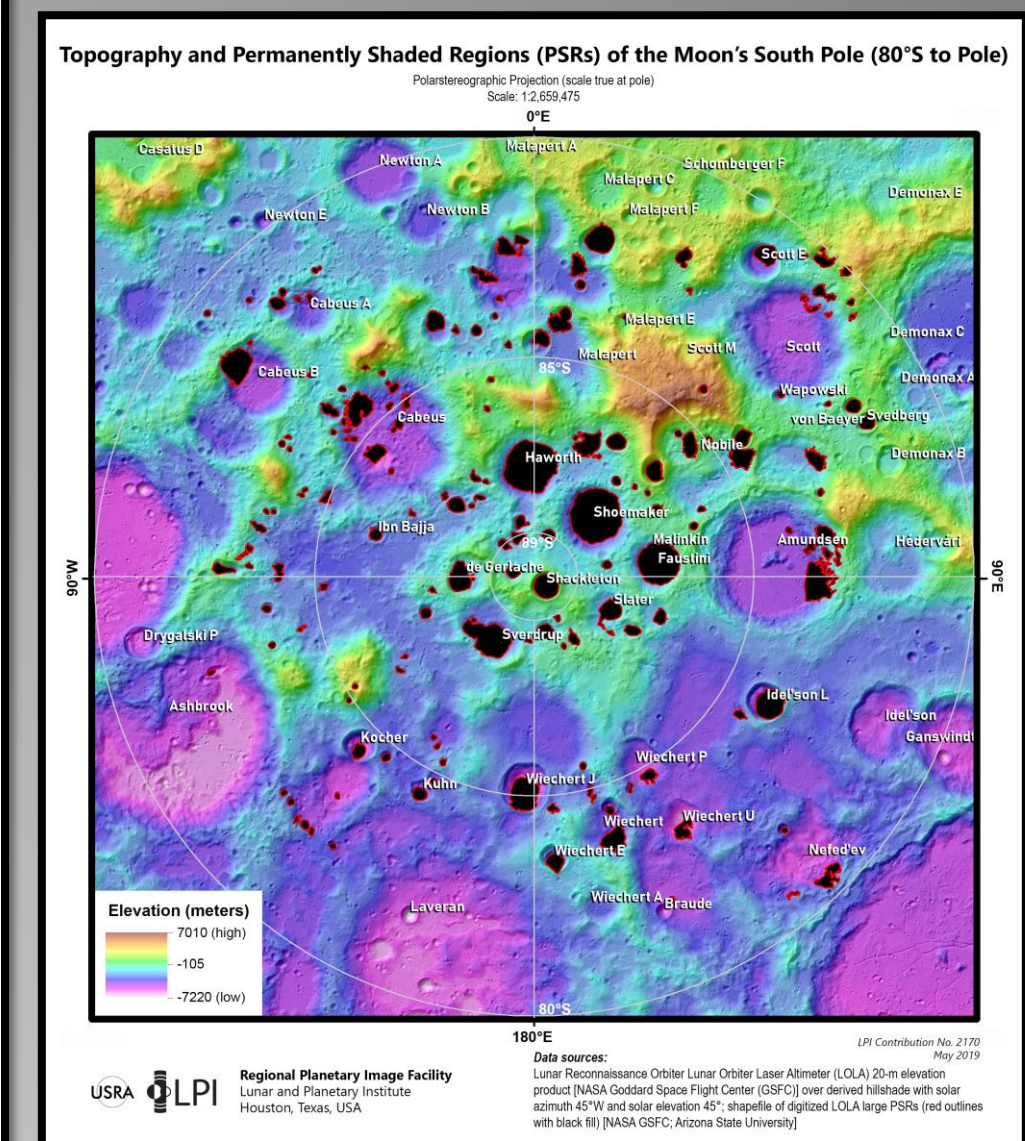 Topography and Permanently Shaded Regions (PSRs) of the Moon's South Pole (80°S to Pole)
Polarstereographic Projection (scale true at pole)
Scale: 1:2,659,475
0°E
Casatus D
Newton A
Malapert A
Schomberger F
Malapert C
Demonax E
Newton E
Newton B
Malapert F
Scott E
Cabeus A
Malapert E
Demonax C
Malapert
Scott M
Scott
85°S
Cabeus B
Demonax A
Wapowski
Cabeus
von Baeyer
Svedberg
Nobile
Haworth
Demonax B
Shoemaker
Ibn Bajja
89°S
Malinkin
Amundsen
Hédervári
Faustini
de Gerlache
Shackleton
90°W
90°E
Slater
Drygalski P
Sverdrup
Idel'son L
Ashbrook
Idel'son
Kocher
Ganswindt
Wiechert P
Kuhn
Wiechert J
Wiechert
Wiechert U
Wiechert E
Nefed'ev
Wiechert A
Braude
Laveran
Elevation (meters)
7010 (high)
-105
-7220 (low)
80°S
180°E
LPI Contribution No. 2170
May 2019
USRA
LPI
Regional Planetary Image Facility
Lunar and Planetary Institute
Houston, Texas, USA
Data sources:
Lunar Reconnaissance Orbiter Lunar Orbiter Laser Altimeter (LOLA) 20-m elevation
product [NASA Goddard Space Flight Center (GSFC)] over derived hillshade with solar
azimuth 45°W and solar elevation 45°; shapefile of digitized LOLA large PSRs (red outlines
with black fill) [NASA GSFC; Arizona State University]